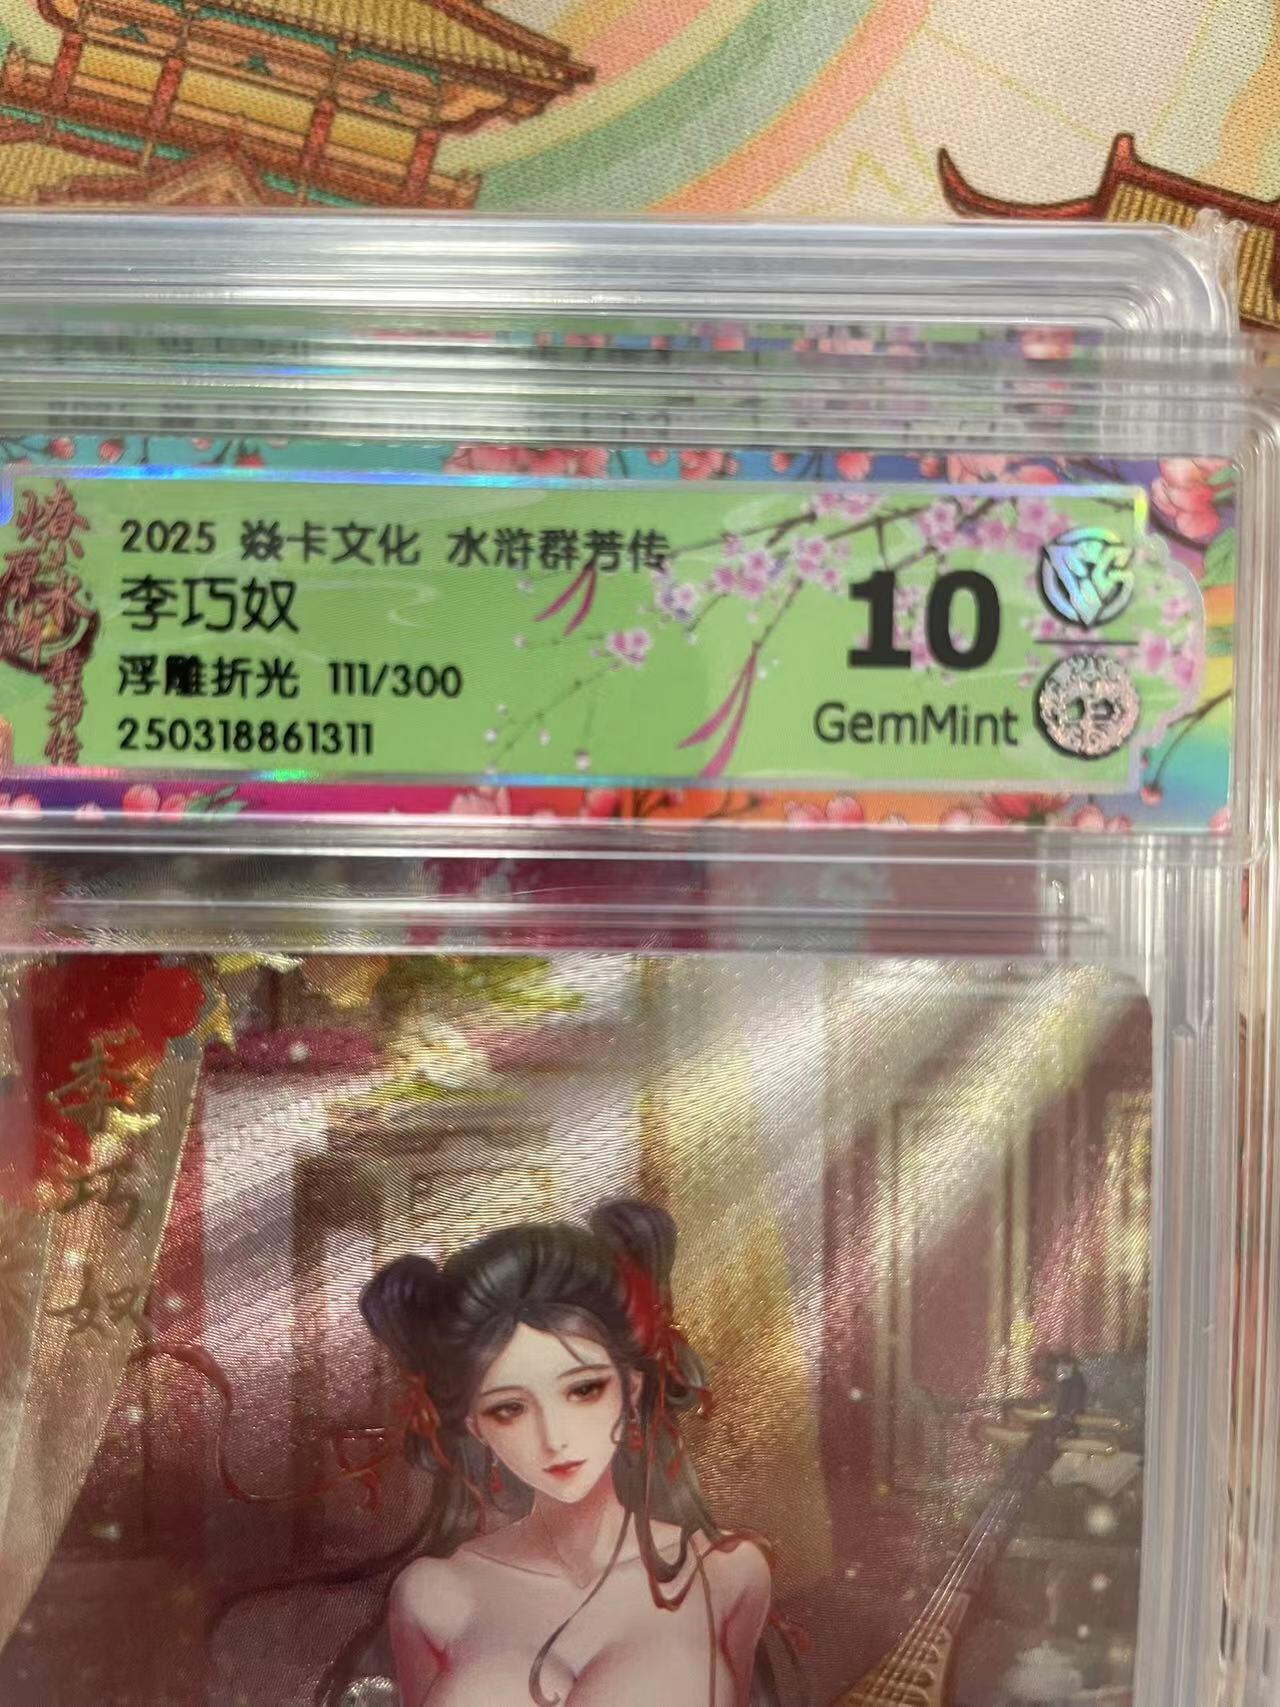 2025 焱卡文化 水浒群芳传
李巧奴
浮雕折光 111/300
250318861311
10
GemMint
李巧奴